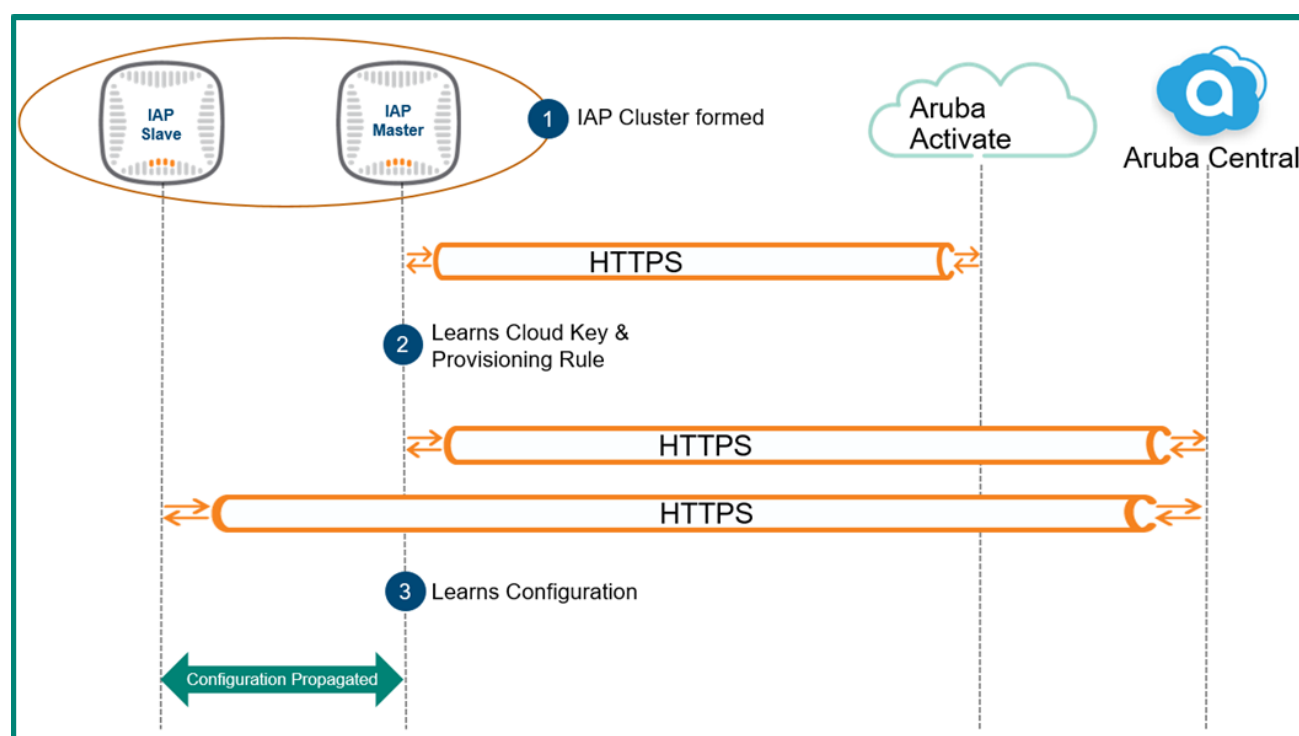 IAP
Slave
IAP
Master
1
IAP Cluster formed
Aruba
Activate
a
Aruba Central
HTTPS
2
Learns Cloud Key &
Provisioning Rule
HTTPS
HTTPS
3
Learns Configuration
Configuration Propagated